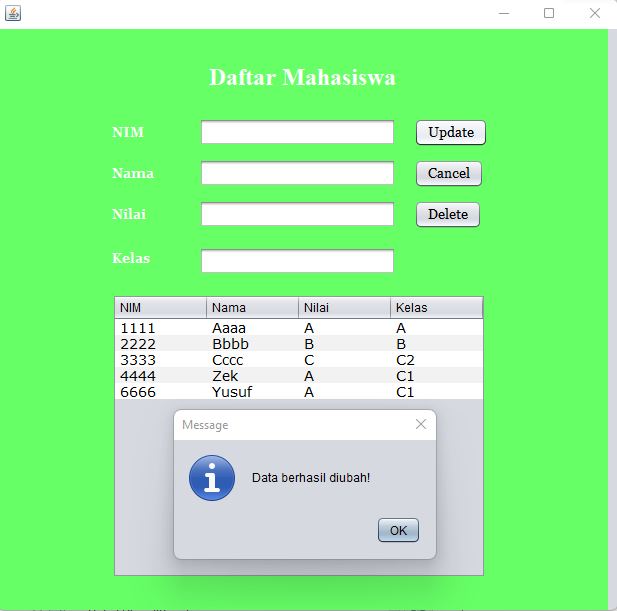 Daftar Mahasiswa
NIM Update
Nama Cancel
Nilai Delete
Kelas
NIM Nama Nilai Kelas
1111 Aaaa A A
2222 Bbbb B B
3333 Cccc C C2
4444 Zek A C1
6666 Yusuf A C1
Message
Data berhasil diubah!
OK